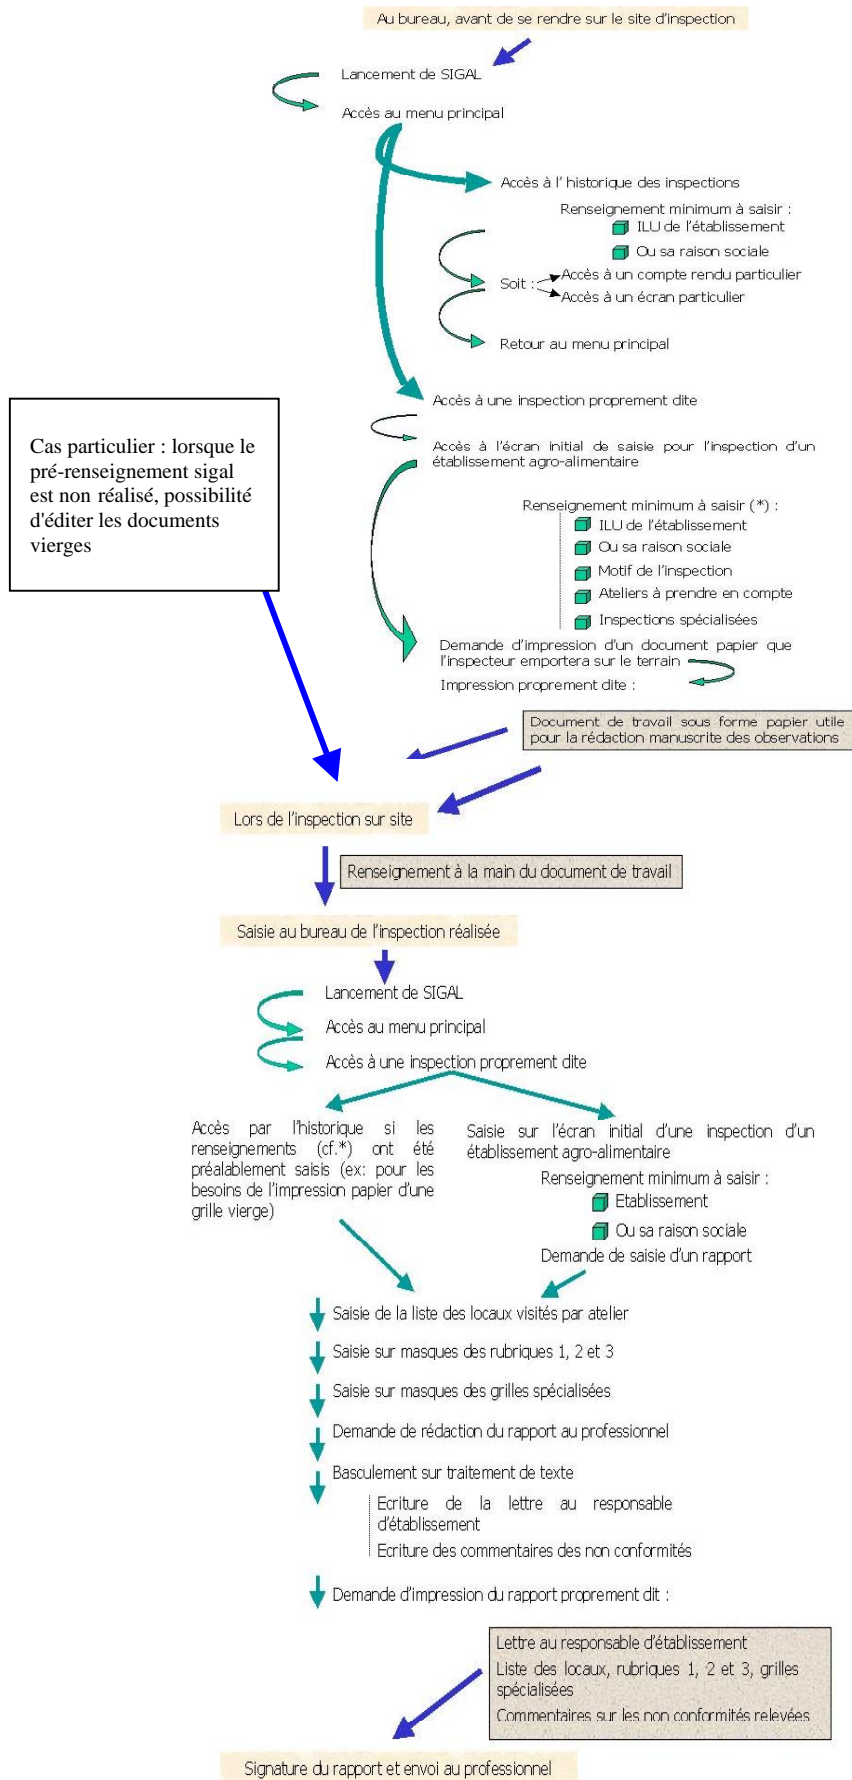 Au bureau, avant de se rendre sur le site d'inspection
Lancement de SIGAL
Accès au menu principal
Accès à l' historique des inspections
Renseignement minimum à saisir :
ILU de l'établissement
Ou sa raison sociale
Soit :
Accès à un compte rendu particulier
Accès à un écran particulier
Retour au menu principal
Accès à une inspection proprement dite
Cas particulier : lorsque le
pré-renseignement sigal
est non réalisé, possibilité
d'éditer les documents
vierges
Accès à l'écran initial de saisie pour l'inspection d'un
établissement agro-alimentaire
Renseignement minimum à saisir (*) :
ILU de l'établissement
Ou sa raison sociale
Motif de l'inspection
Ateliers à prendre en compte
Inspections spécialisées
Demande d'impression d'un document papier que
l'inspecteur emportera sur le terrain
Impression proprement dite :
Document de travail sous forme papier utile
pour la rédaction manuscrite des observations
Lors de l'inspection sur site
Renseignement à la main du document de travail
Saisie au bureau de l'inspection réalisée
Lancement de SIGAL
Accès au menu principal
Accès à une inspection proprement dite
Accès par l'historique si les
renseignements (cf.*) ont été
préalablement saisis (ex: pour les
besoins de l'impression papier d'une
grille vierge)
Saisie sur l'écran initial d'une inspection d'un
établissement agro-alimentaire
Renseignement minimum à saisir :
Etablissement
Ou sa raison sociale
Demande de saisie d'un rapport
Saisie de la liste des locaux visités par atelier
Saisie sur masques des rubriques 1, 2 et 3
Saisie sur masques des grilles spécialisées
Demande de rédaction du rapport au professionnel
Basculement sur traitement de texte
Ecriture de la lettre au responsable
d'établissement
Ecriture des commentaires des non conformités
Demande d'impression du rapport proprement dit :
Lettre au responsable d'établissement
Liste des locaux, rubriques 1, 2 et 3, grilles
spécialisées
Commentaires sur les non conformités relevées
Signature du rapport et envoi au professionnel